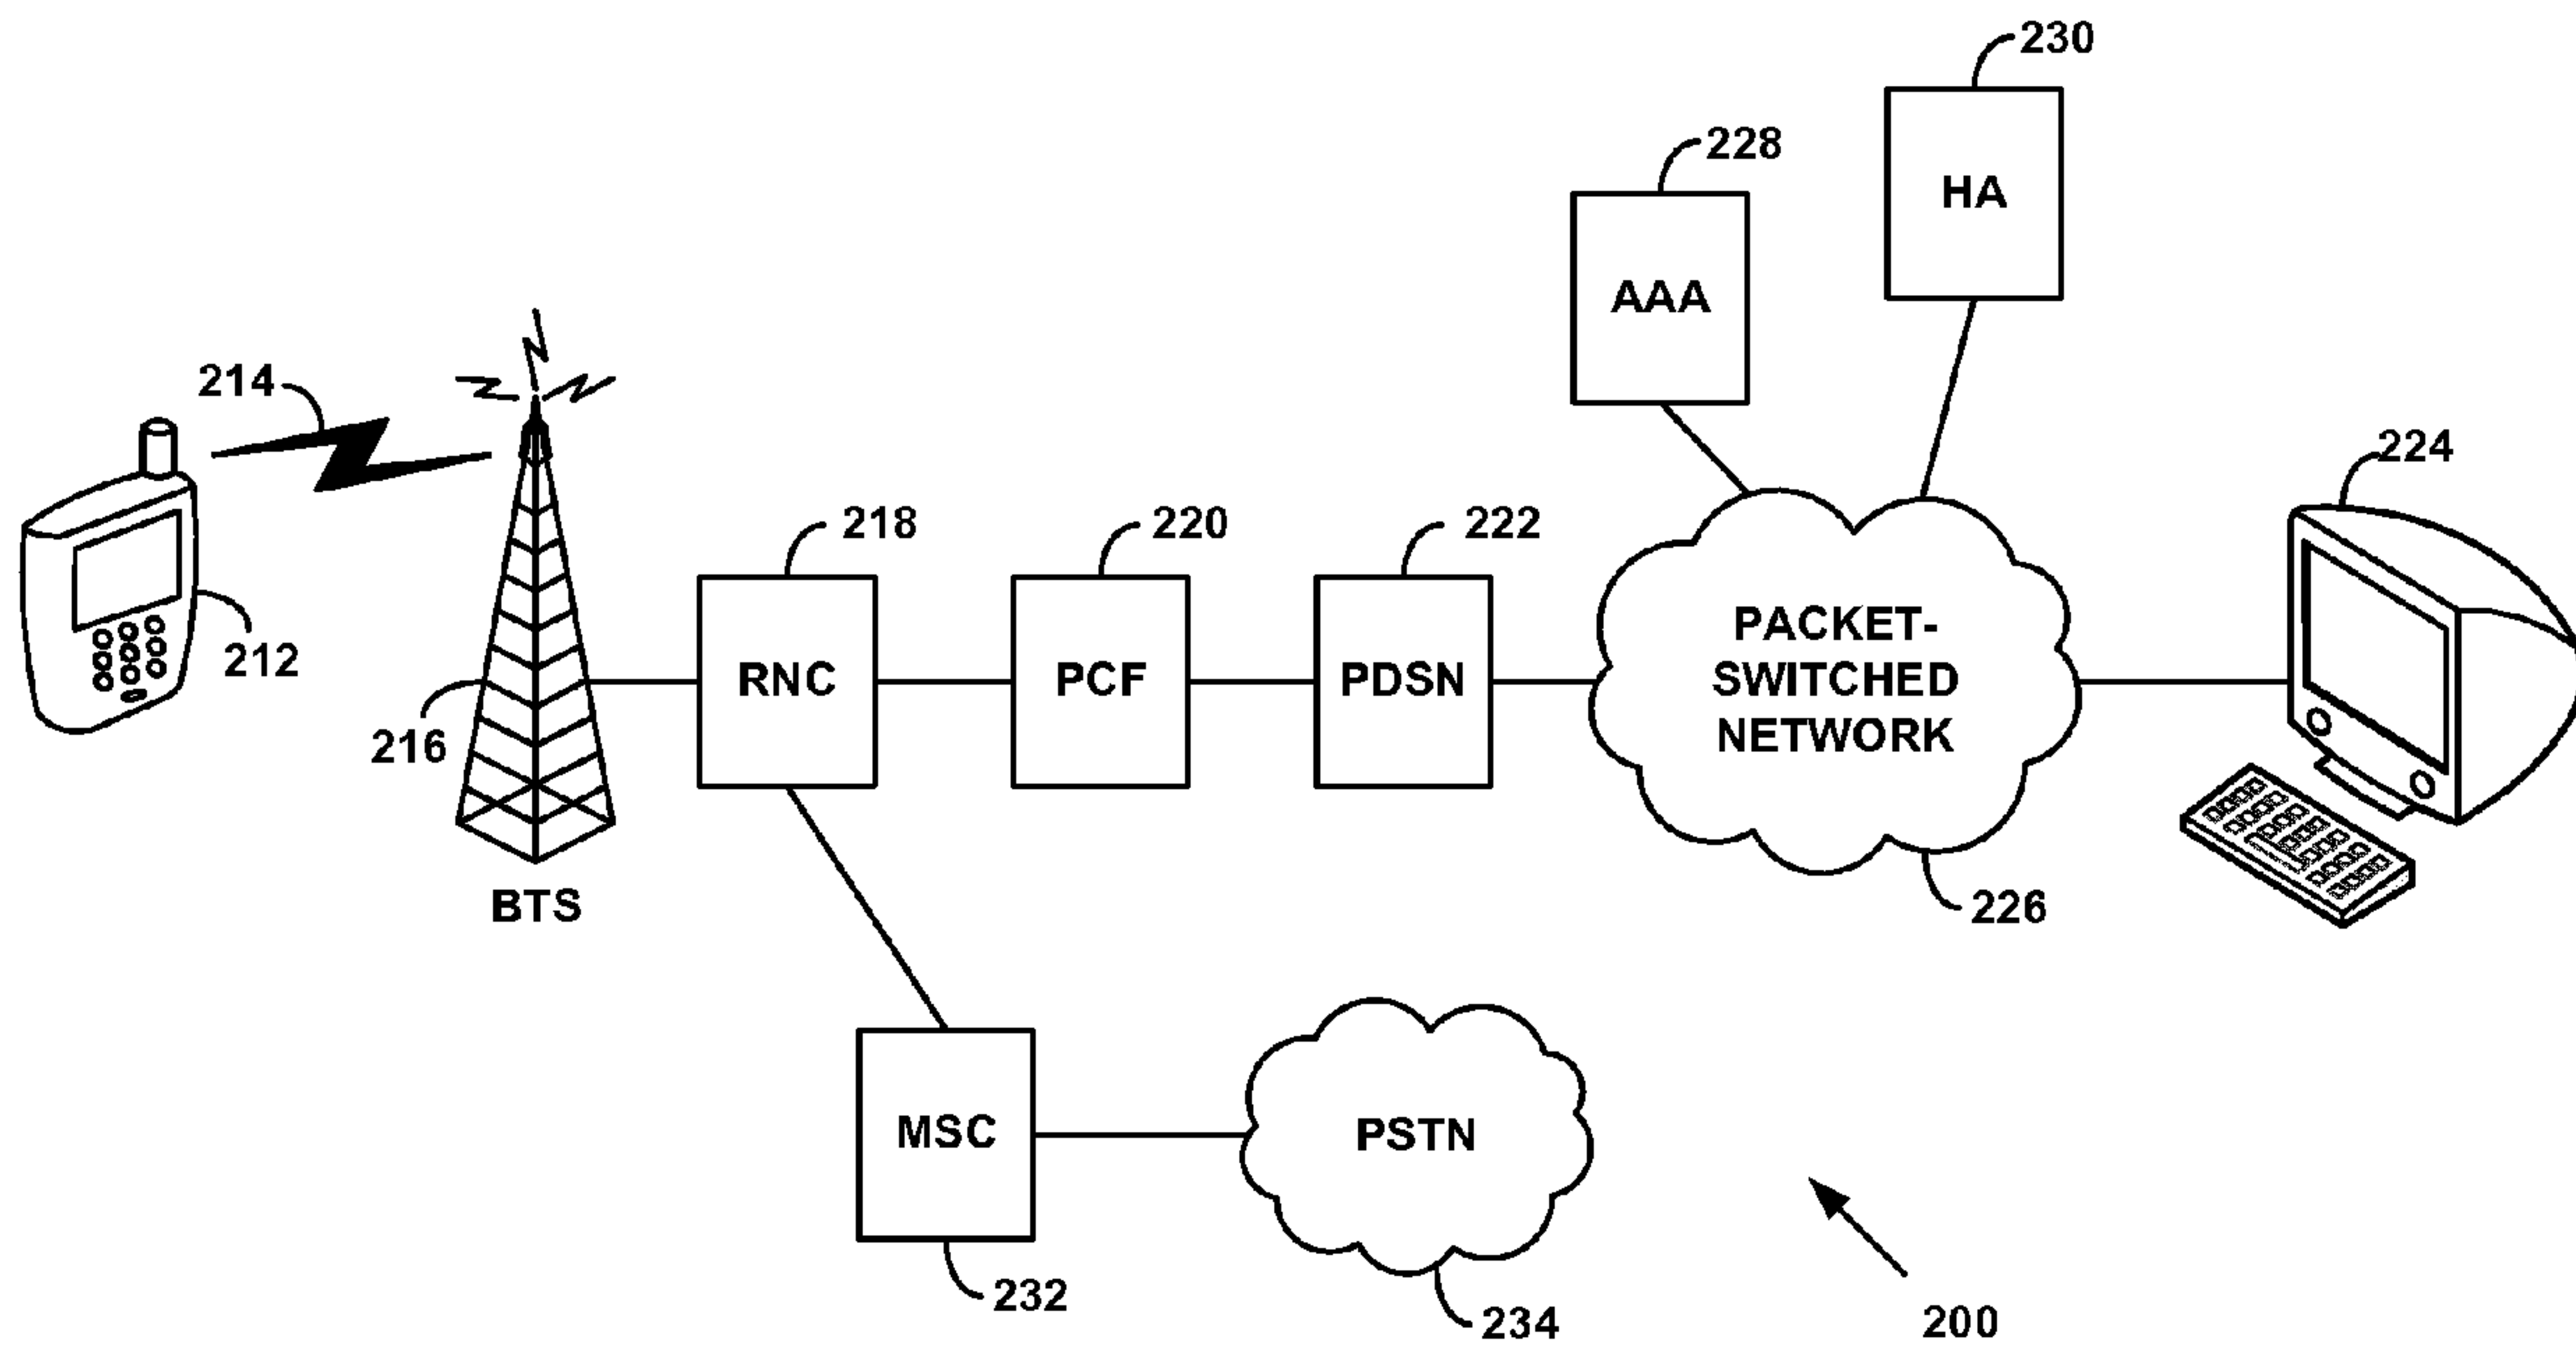 230
228
HA
AAA
214
224
218
220
222
PACKET-
SWITCHED
NETWORK
RNC
PCF
PDSN
212
216
BTS
226
MSC
PSTN
232
234
200